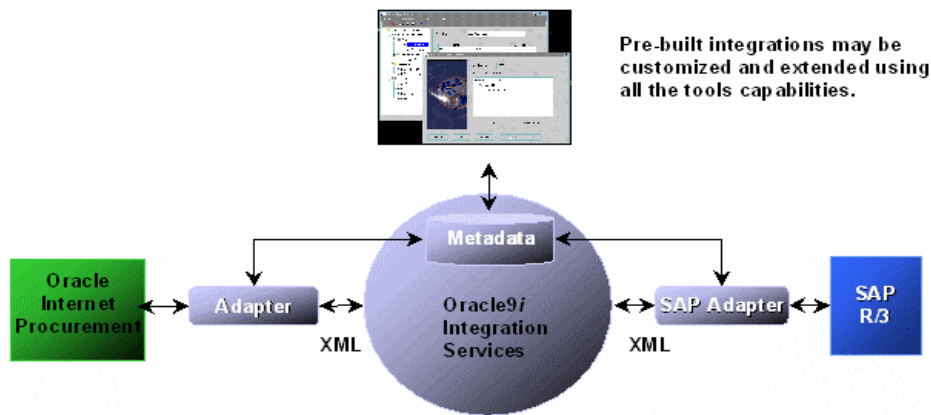 Pre-built integrations may be
customized and extended using
all the tools capabilities.
Metadata
Oracle
Internet
Procurement
Adapter
XML
Oracle9i
Integration
Services
XML
SAP Adapter
SAP
R/3